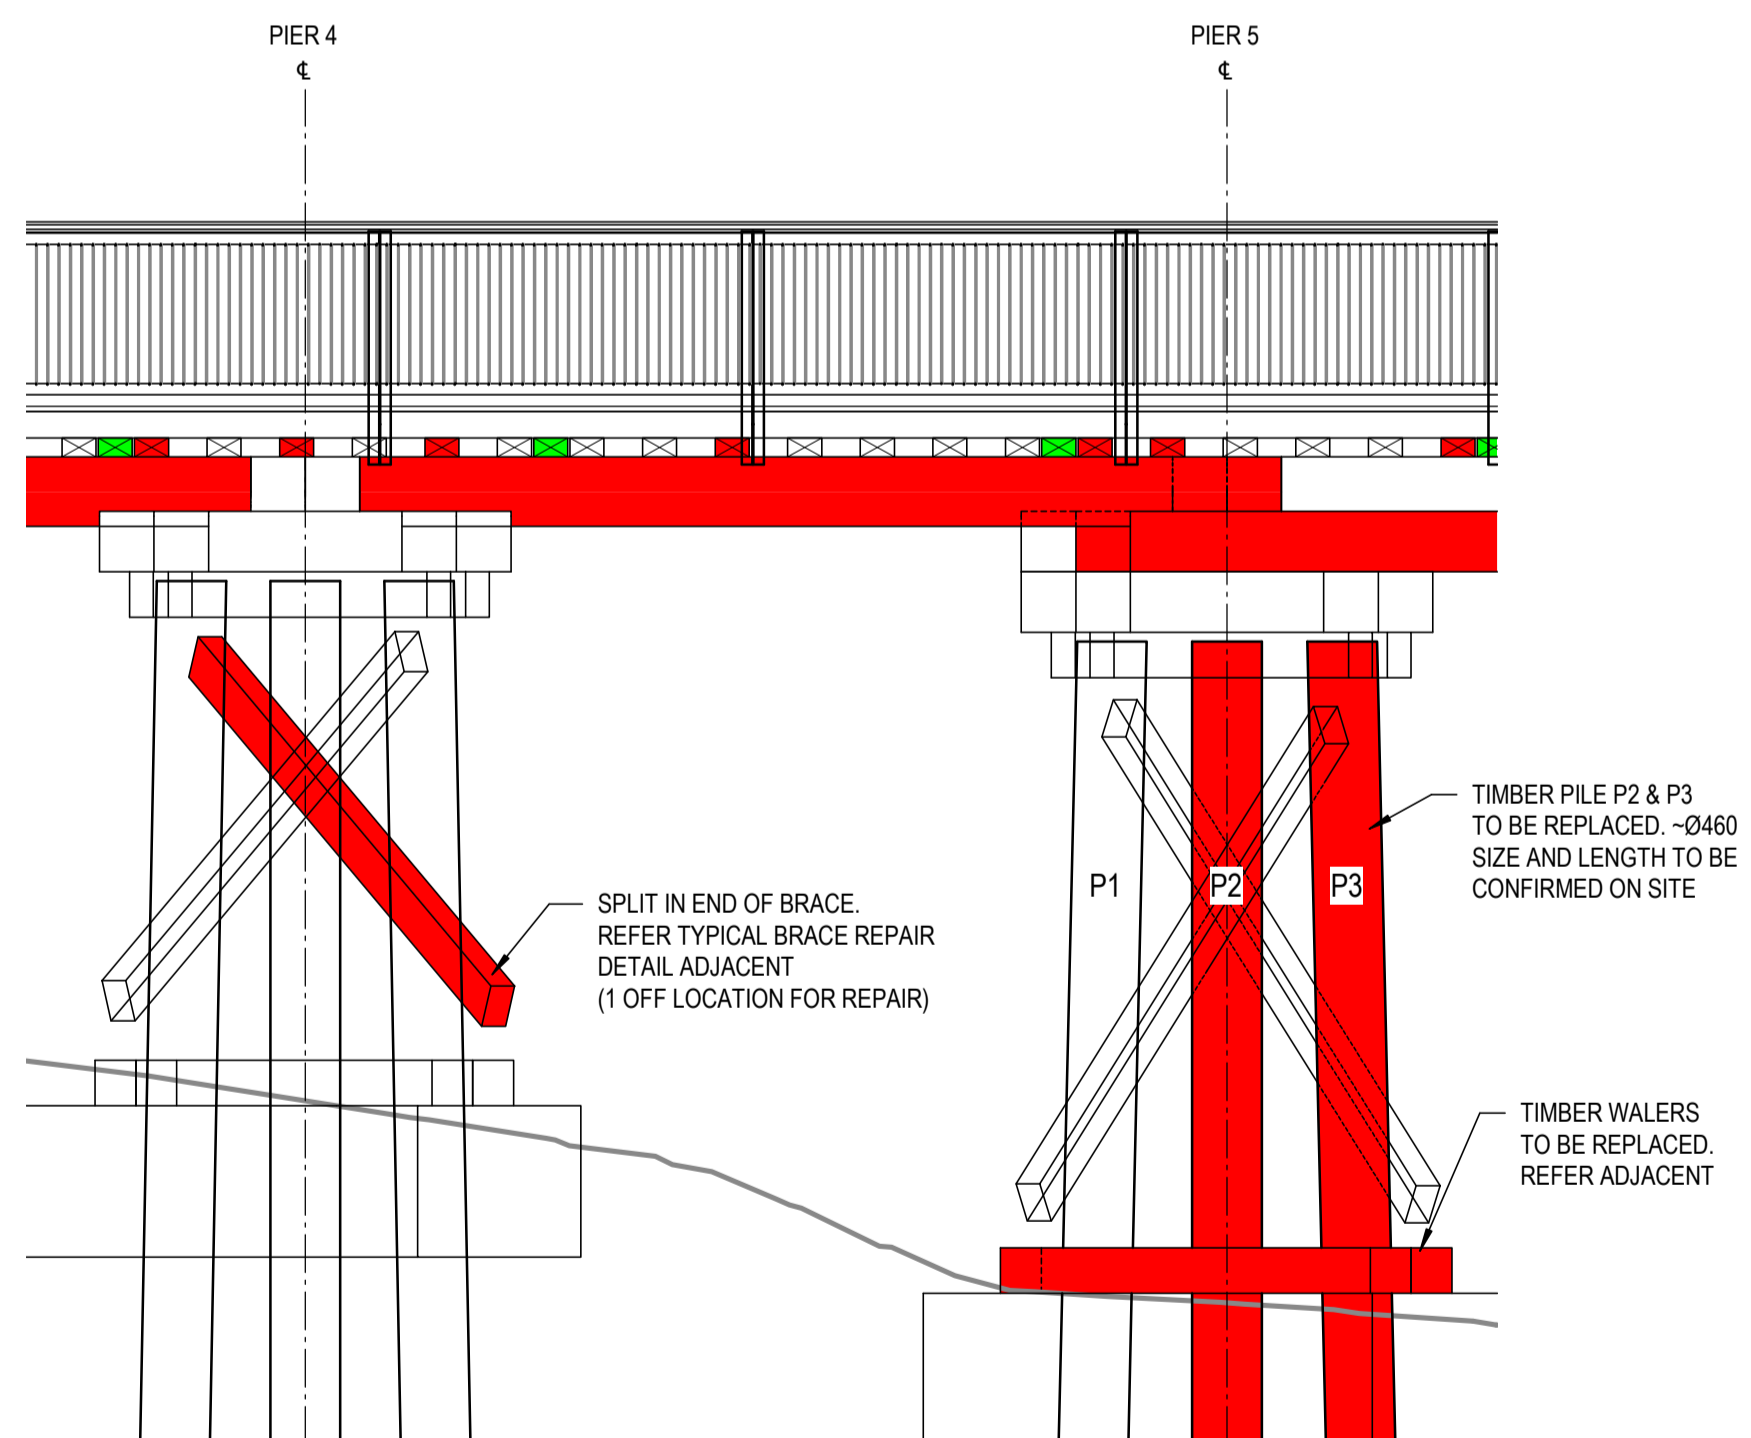 PIER 4
℄
PIER 5
℄
TIMBER PILE P2 & P3
TO BE REPLACED. ~Ø460
SIZE AND LENGTH TO BE
CONFIRMED ON SITE
P1
P2
P3
SPLIT IN END OF BRACE.
REFER TYPICAL BRACE REPAIR
DETAIL ADJACENT
(1 OFF LOCATION FOR REPAIR)
TIMBER WALERS
TO BE REPLACED.
REFER ADJACENT